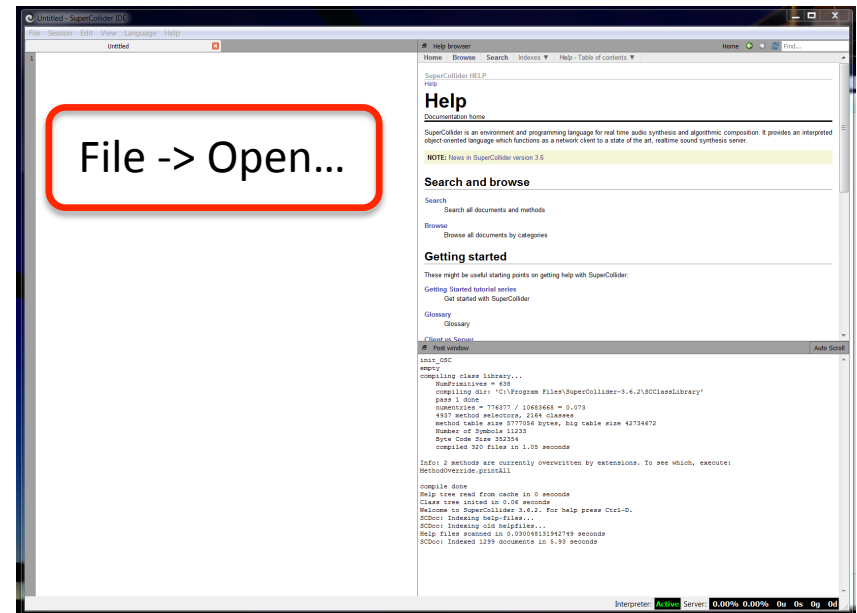 Untitled - SuperCollider IDE
File Session Edit View Language Help
Untitled
1
File -> Open...
Help browser
Home
Find...
Home Browse Search Indexes ▼ Help - Table of contents ▼
SuperCollider HELP
Help
Help
Documentation home
SuperCollider is an environment and programming language for real time audio synthesis and algorithmic composition. It provides an interpreted
object-oriented language which functions as a network client to a state of the art, realtime sound synthesis server.
NOTE: News in SuperCollider version 3.6
Search and browse
Search
Search all documents and methods
Browse
Browse all documents by categories
Getting started
These might be useful starting points on getting help with SuperCollider:
Getting Started tutorial series
Get started with SuperCollider
Glossary
Glossary
Client vs Server
Post window
Auto Scroll
init_OSC
empty
compiling class library...
NumPrimitives = 638
compiling dir: 'C:\Program Files\SuperCollider-3.6.2\SCClassLibrary'
pass 1 done
numentries = 776377 / 10683668 = 0.073
4937 method selectors, 2164 classes
method table size 5777056 bytes, big table size 42734672
Number of Symbols 11233
Byte Code Size 352354
compiled 320 files in 1.05 seconds
Info: 2 methods are currently overwritten by extensions. To see which, execute:
MethodOverride.printAll
compile done
Help tree read from cache in 0 seconds
Class tree inited in 0.06 seconds
Welcome to SuperCollider 3.6.2. For help press Ctrl-D.
SCDoc: Indexing help-files...
SCDoc: Indexing old helpfiles...
Help files scanned in 0.030048131942749 seconds
SCDoc: Indexed 1299 documents in 5.93 seconds
Interpreter: Active Server: 0.00% 0.00% 0u 0s 0g 0d